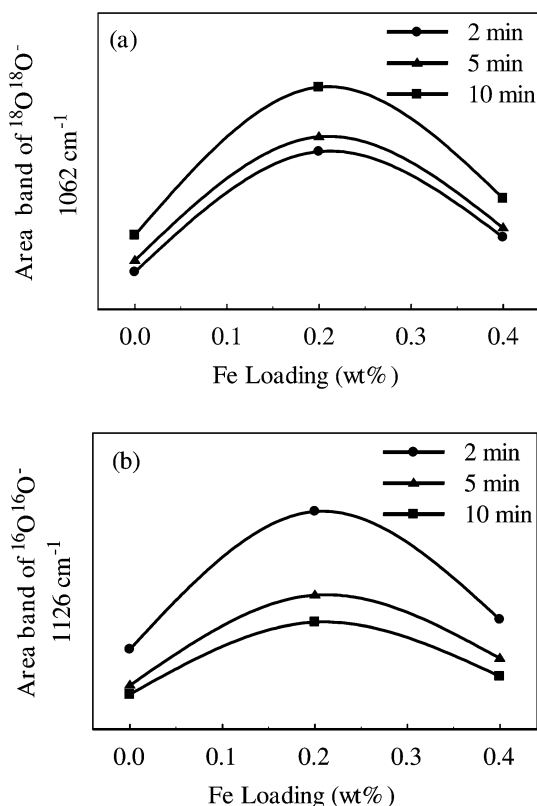 (a)
2 min
5 min
10 min
Area band of ¹⁸O¹⁸O⁻
1062 cm⁻¹
0.0 0.1 0.2 0.3 0.4
Fe Loading (wt%)
(b)
2 min
5 min
10 min
Area band of ¹⁶O¹⁶O⁻
1126 cm⁻¹
0.0 0.1 0.2 0.3 0.4
Fe Loading (wt%)